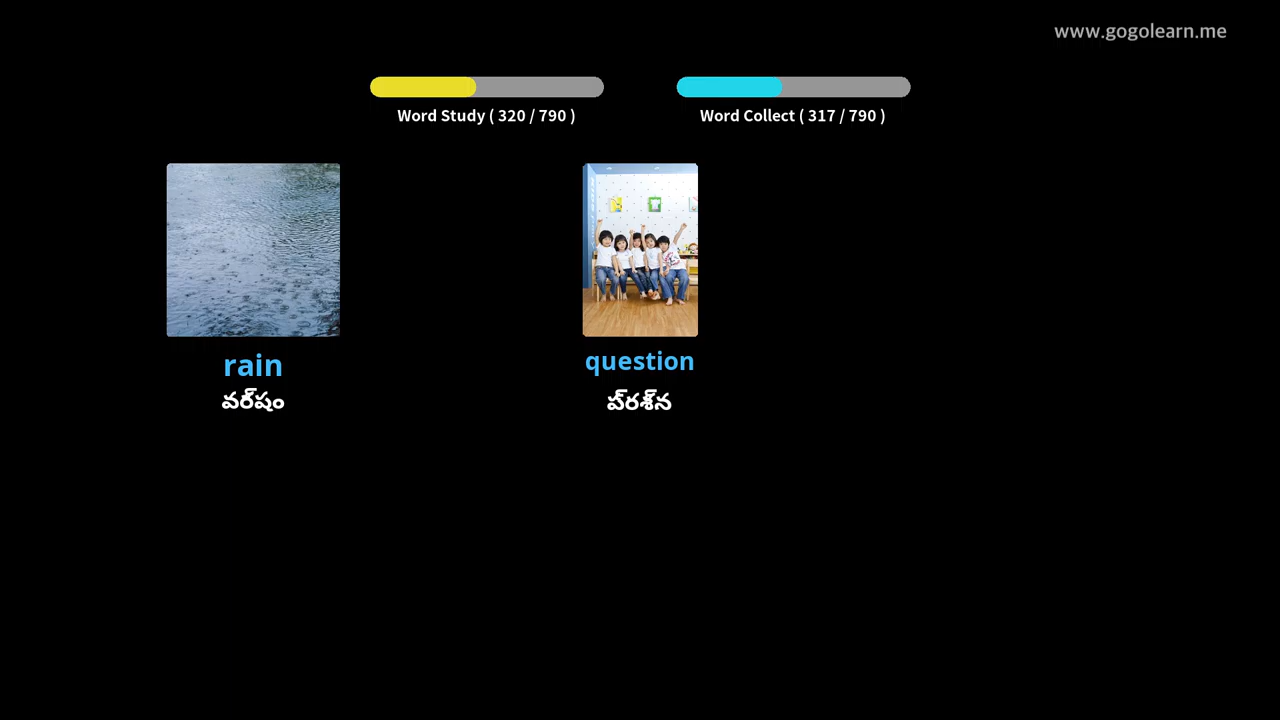 www.gogolearn.me
Word Study ( 320 / 790 )
Word Collect ( 317 / 790 )
rain
వర్‌షం
question
ప్‌రశ్‌న